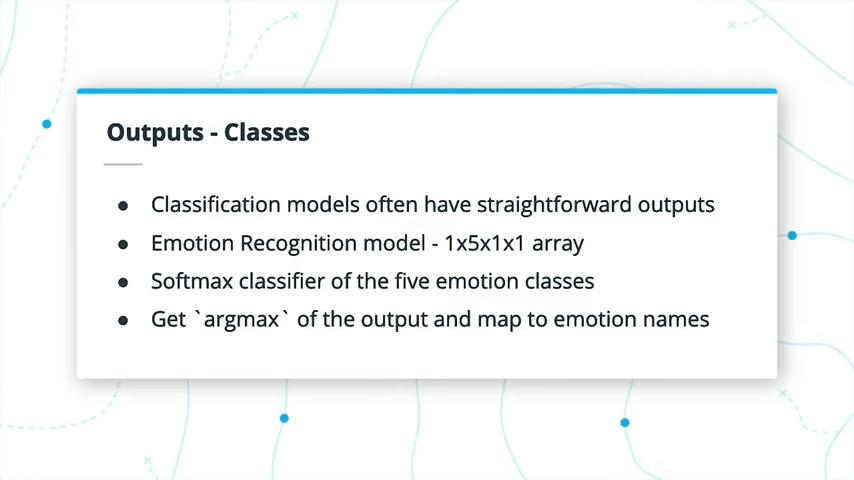 Outputs - Classes
● Classification models often have straightforward outputs
● Emotion Recognition model - 1x5x1x1 array
● Softmax classifier of the five emotion classes
● Get `argmax` of the output and map to emotion names